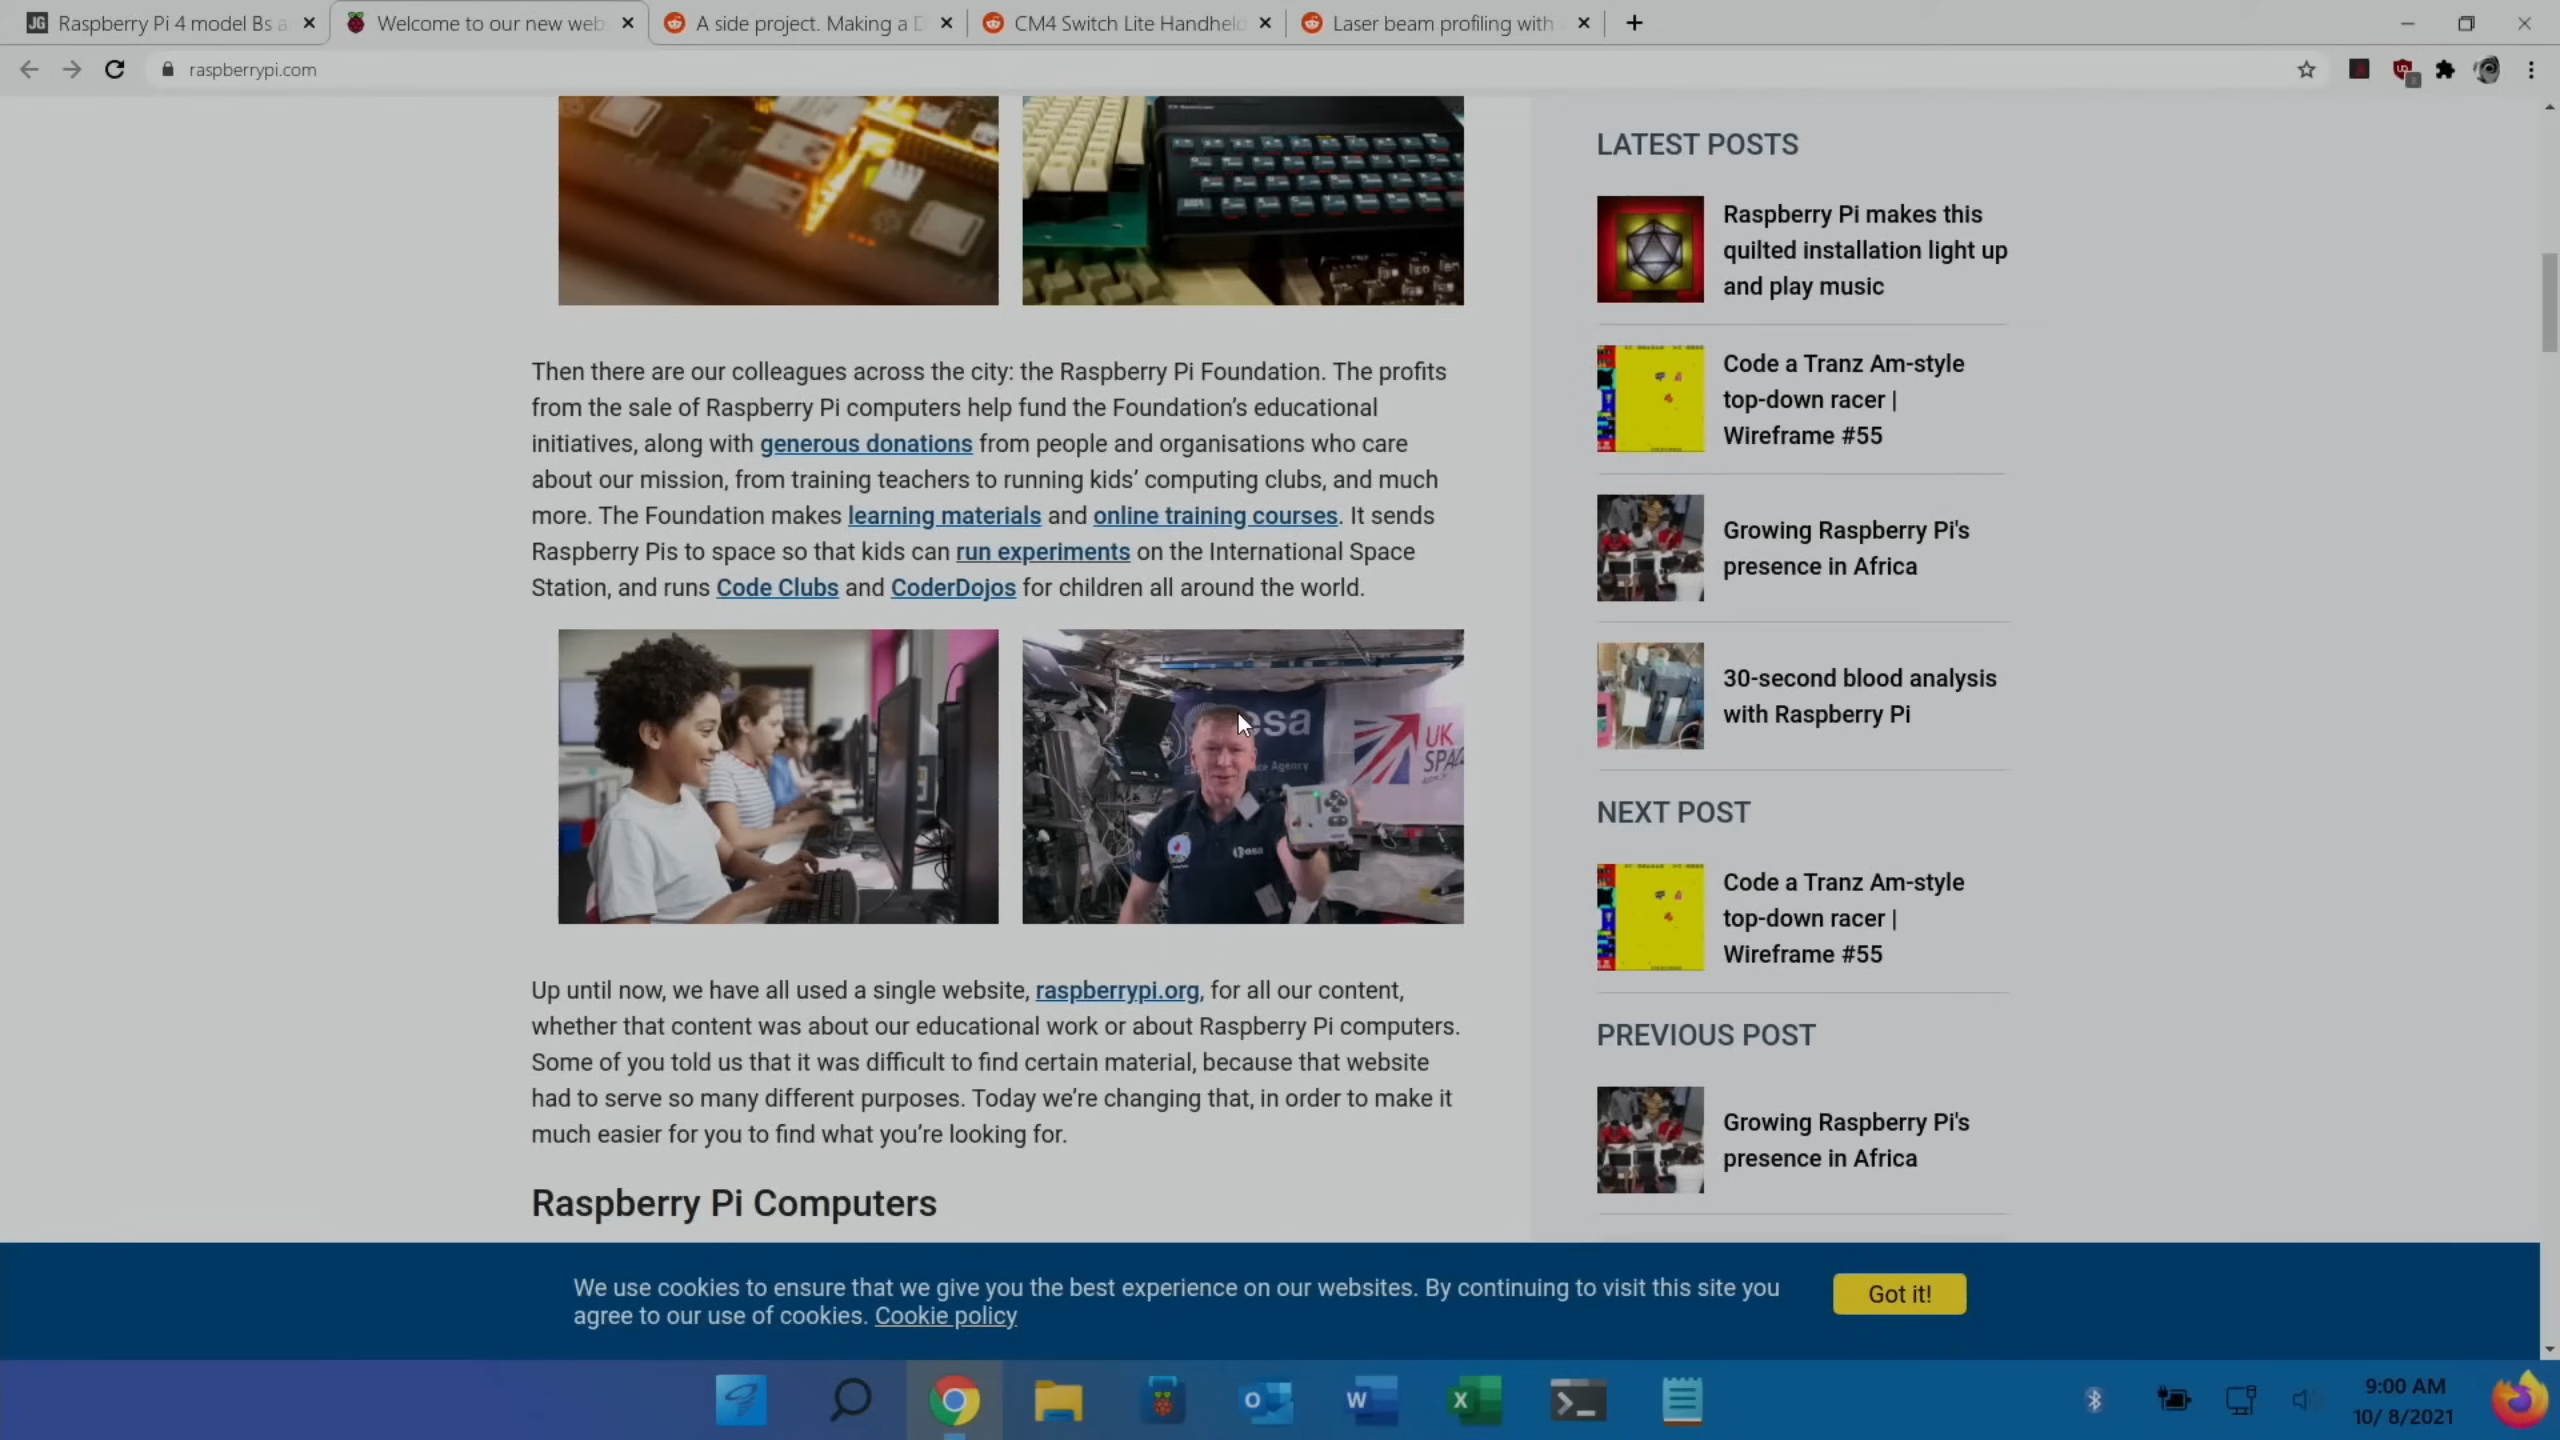 JG Raspberry Pi 4 model Bs a
Welcome to our new web
A side project. Making a D
CM4 Switch Lite Handheld
Laser beam profiling with
raspberrypi.com
Then there are our colleagues across the city: the Raspberry Pi Foundation. The profits
from the sale of Raspberry Pi computers help fund the Foundation’s educational
initiatives, along with generous donations from people and organisations who care
about our mission, from training teachers to running kids’ computing clubs, and much
more. The Foundation makes learning materials and online training courses. It sends
Raspberry Pis to space so that kids can run experiments on the International Space
Station, and runs Code Clubs and CoderDojos for children all around the world.
esa
ce Agency
UK
SPA
esa
Up until now, we have all used a single website, raspberrypi.org, for all our content,
whether that content was about our educational work or about Raspberry Pi computers.
Some of you told us that it was difficult to find certain material, because that website
had to serve so many different purposes. Today we’re changing that, in order to make it
much easier for you to find what you’re looking for.
Raspberry Pi Computers
LATEST POSTS
Raspberry Pi makes this
quilted installation light up
and play music
Code a Tranz Am-style
top-down racer |
Wireframe #55
Growing Raspberry Pi's
presence in Africa
30-second blood analysis
with Raspberry Pi
NEXT POST
Code a Tranz Am-style
top-down racer |
Wireframe #55
PREVIOUS POST
Growing Raspberry Pi's
presence in Africa
We use cookies to ensure that we give you the best experience on our websites. By continuing to visit this site you
agree to our use of cookies. Cookie policy
Got it!
9:00 AM
10/ 8/2021